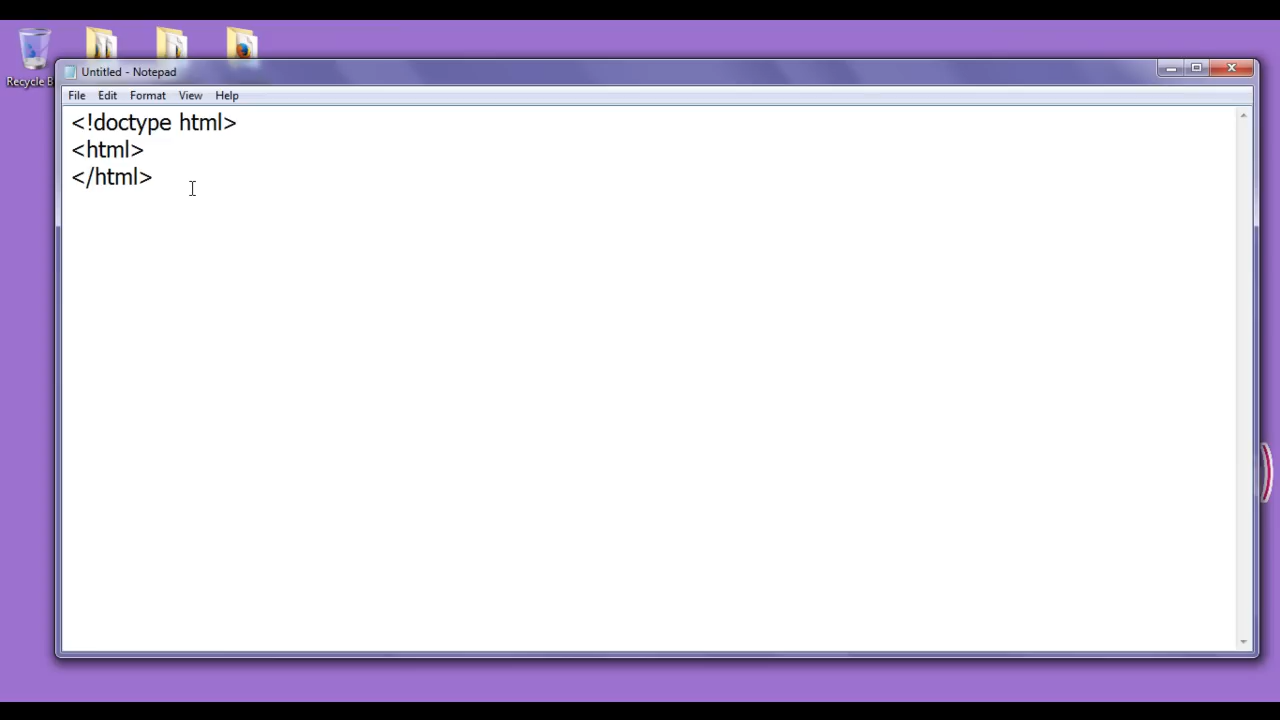 Recycle B
Untitled - Notepad
File Edit Format View Help
<!doctype html>
<html>
</html>